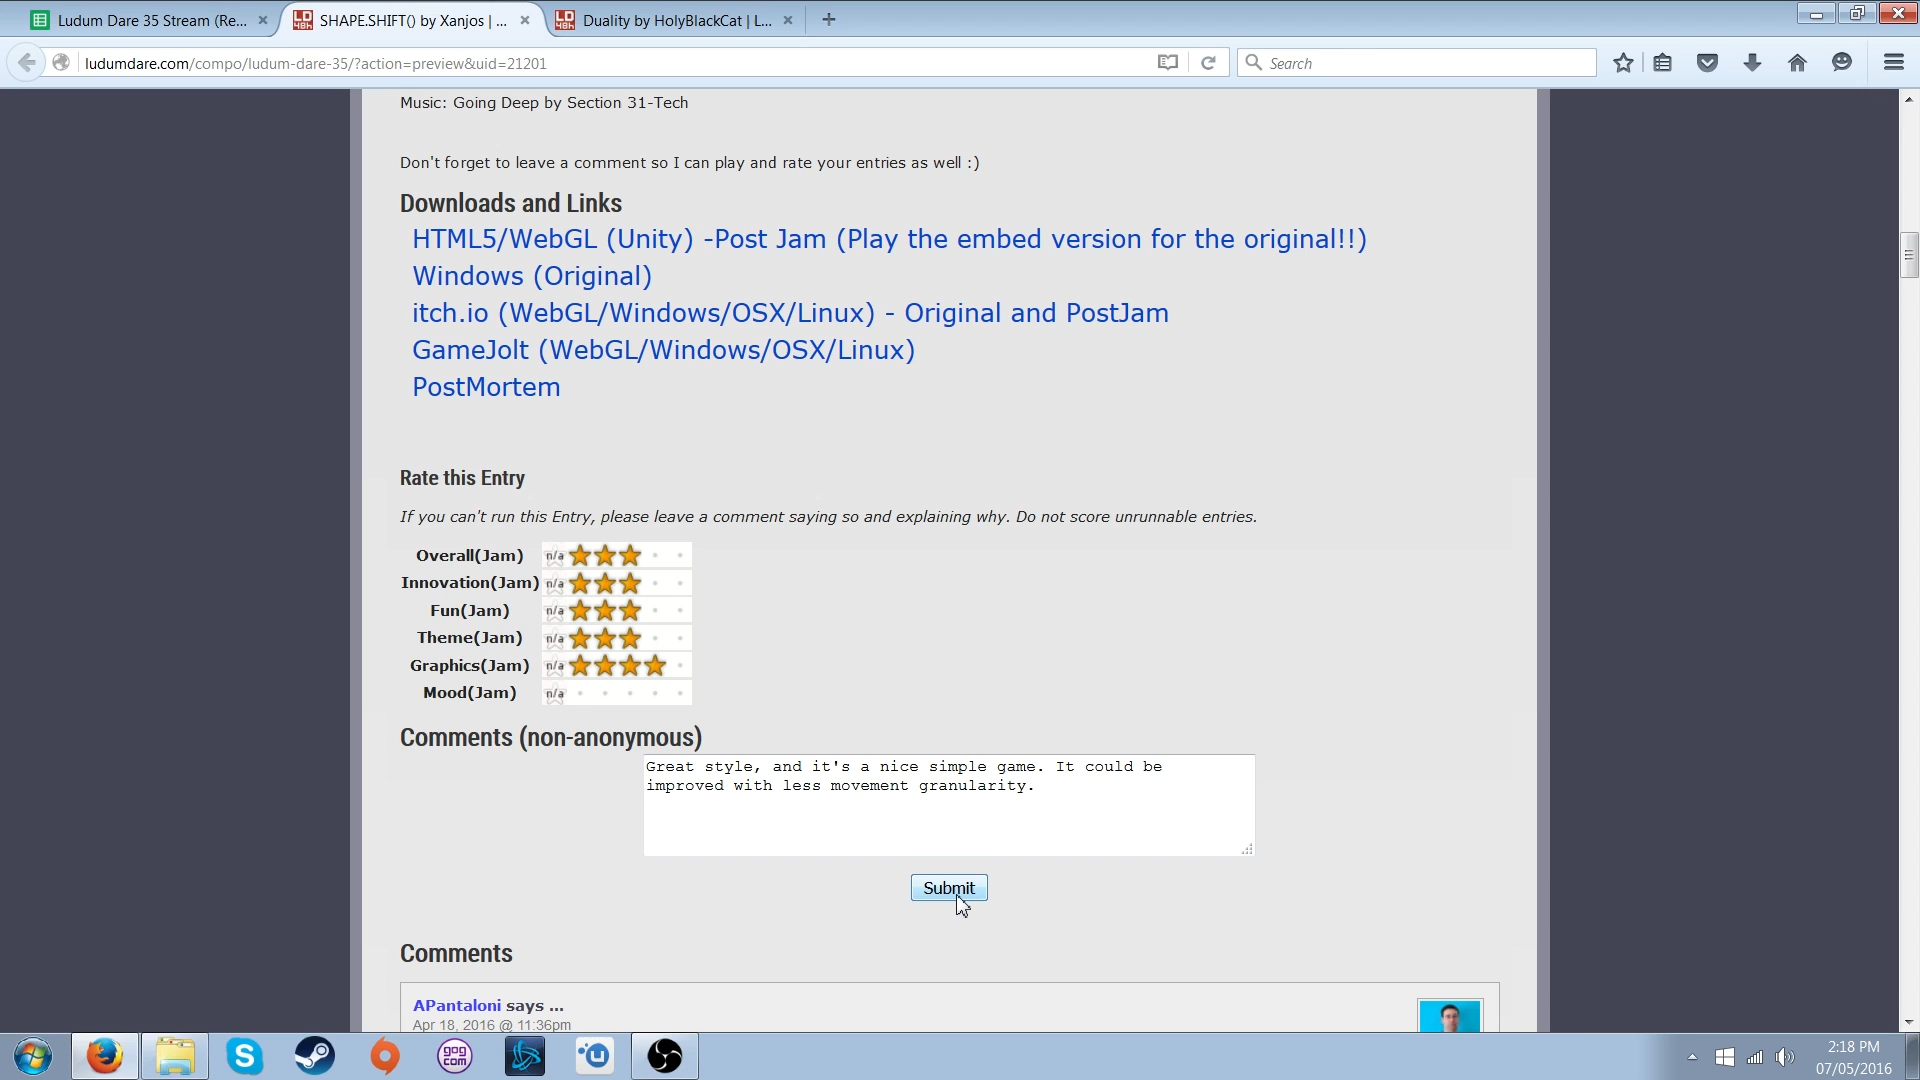 Ludum Dare 35 Stream (Re...
SHAPE.SHIFT() by Xanjos | ...
Duality by HolyBlackCat | L...
ludumdare.com/compo/ludum-dare-35/?action=preview&uid=21201
Search
Music: Going Deep by Section 31-Tech
Don't forget to leave a comment so I can play and rate your entries as well :)
Downloads and Links
HTML5/WebGL (Unity) -Post Jam (Play the embed version for the original!!)
Windows (Original)
itch.io (WebGL/Windows/OSX/Linux) - Original and PostJam
GameJolt (WebGL/Windows/OSX/Linux)
PostMortem
Rate this Entry
If you can't run this Entry, please leave a comment saying so and explaining why. Do not score unrunnable entries.
Overall(Jam) n/a
Innovation(Jam) n/a
Fun(Jam) n/a
Theme(Jam) n/a
Graphics(Jam) n/a
Mood(Jam) n/a
Comments (non-anonymous)
Great style, and it's a nice simple game. It could be
improved with less movement granularity.
Submit
Comments
APantaloni says ...
Apr 18, 2016 @ 11:36pm
2:18 PM
07/05/2016